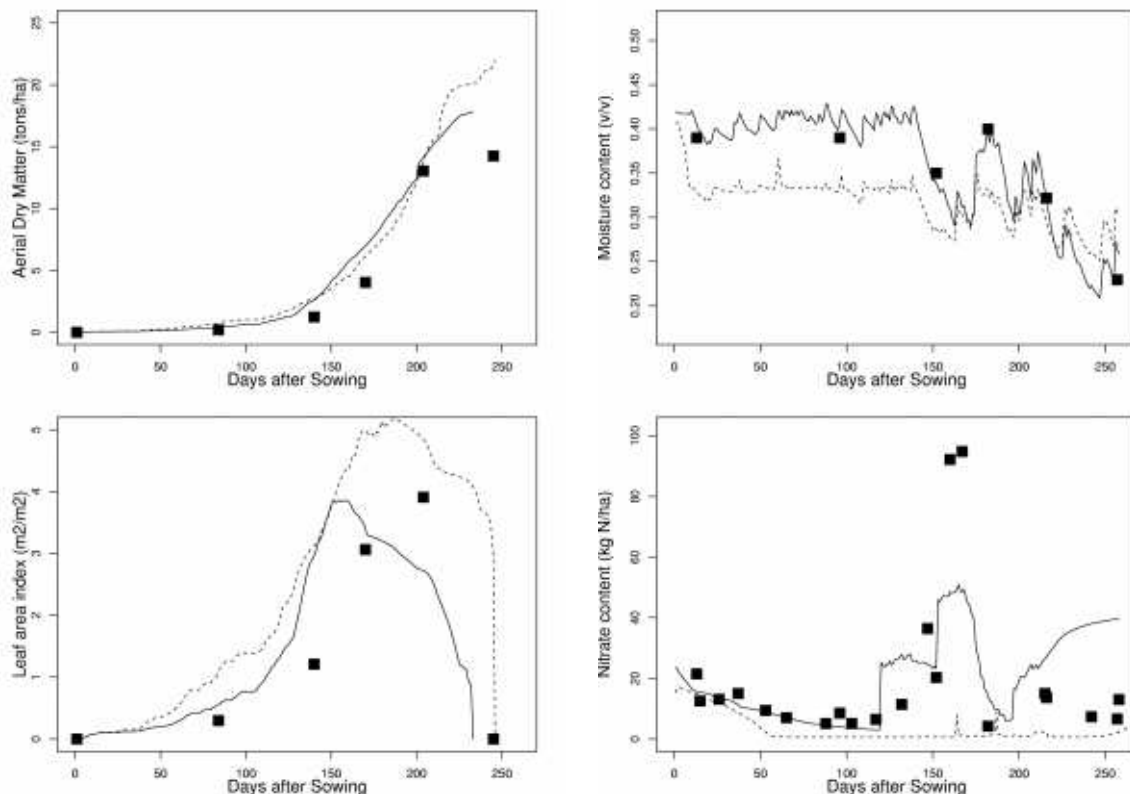 Aerial Dry Matter (tons/ha)
25
20
15
10
5
0
0 50 100 150 200 250
Days after Sowing
Moisture content (v/v)
0.50
0.45
0.40
0.35
0.30
0.25
0.20
0 50 100 150 200 250
Days after Sowing
Leaf area index (m2/m2)
5
4
3
2
1
0
0 50 100 150 200 250
Days after Sowing
Nitrate content (kg N/ha)
100
80
60
40
20
0
0 50 100 150 200 250
Days after Sowing